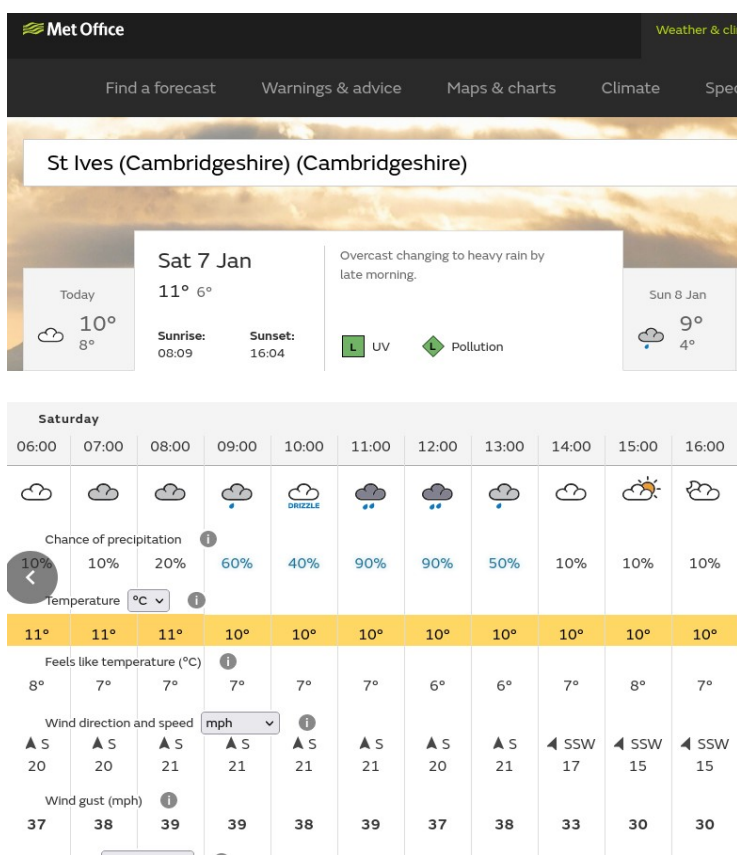 Met Office
Weather & cli
Find a forecast Warnings & advice Maps & charts Climate Spec
St Ives (Cambridgeshire) (Cambridgeshire)
Today
10° 
8°
Sat 7 Jan
11° 6°
Sunrise: Sunset:
08:09 16:04
Overcast changing to heavy rain by
late morning.
L UV L Pollution
Sun 8 Jan
9°
4°
Saturday
06:00 07:00 08:00 09:00 10:00 11:00 12:00 13:00 14:00 15:00 16:00
DRIZZLE
Chance of precipitation i
10% 10% 20% 60% 40% 90% 90% 50% 10% 10% 10%
Temperature °C i
11° 11° 11° 10° 10° 10° 10° 10° 10° 10° 10°
Feels like temperature (°C) i
8° 7° 7° 7° 7° 7° 6° 6° 7° 8° 7°
Wind direction and speed mph i
S S S S S S S S SSW SSW SSW
20 20 21 21 21 21 20 21 17 15 15
Wind gust (mph) i
37 38 39 39 38 39 37 38 33 30 30